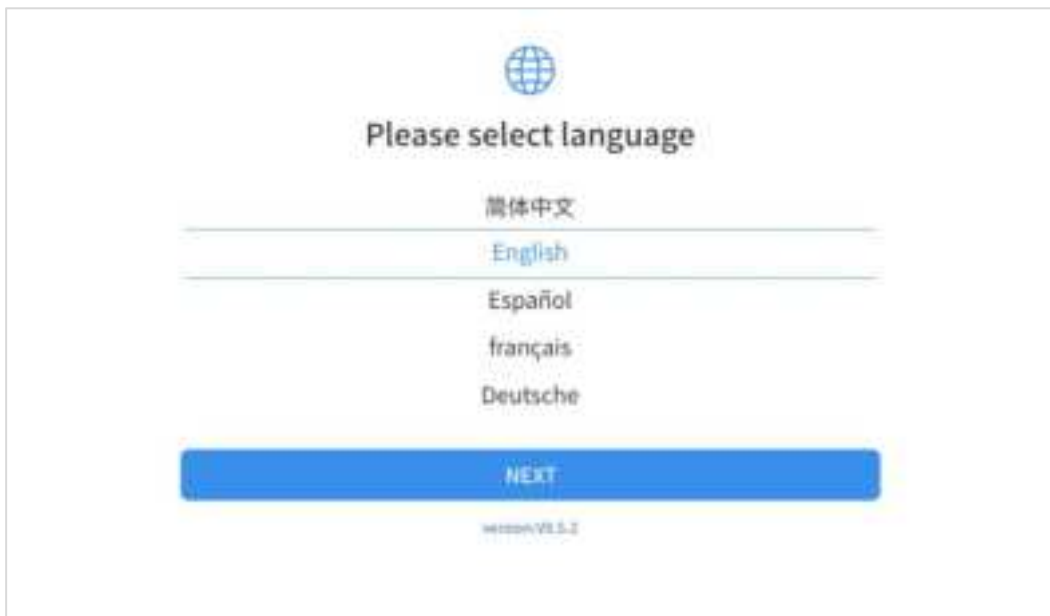 Please select language
简体中文
English
Español
français
Deutsche
NEXT